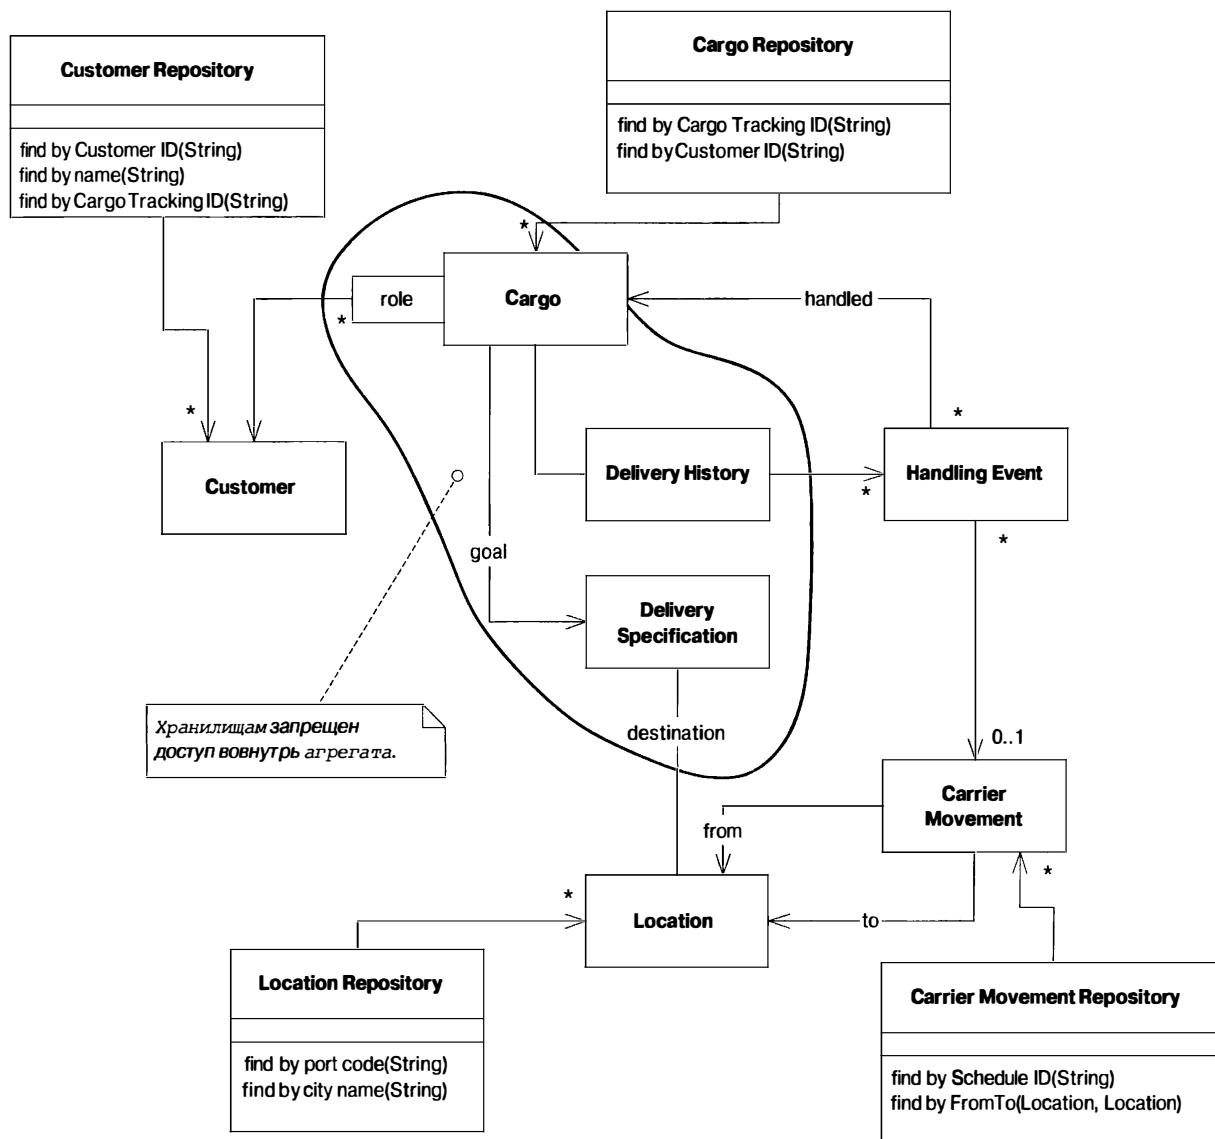 Cargo Repository
find by Cargo Tracking ID(String)
find by Customer ID(String)
Customer Repository
find by Customer ID(String)
find by name(String)
find by Cargo Tracking ID(String)
*
role
*
Cargo
handled
*
*
Customer
Delivery History
*
Handling Event
*
goal
Delivery
Specification
Хранилищам запрещен
доступ вовнутрь агрегата.
destination
0..1
Carrier
Movement
from
*
*
Location
to
Location Repository
find by port code(String)
find by city name(String)
Carrier Movement Repository
find by Schedule ID(String)
find by FromTo(Location, Location)